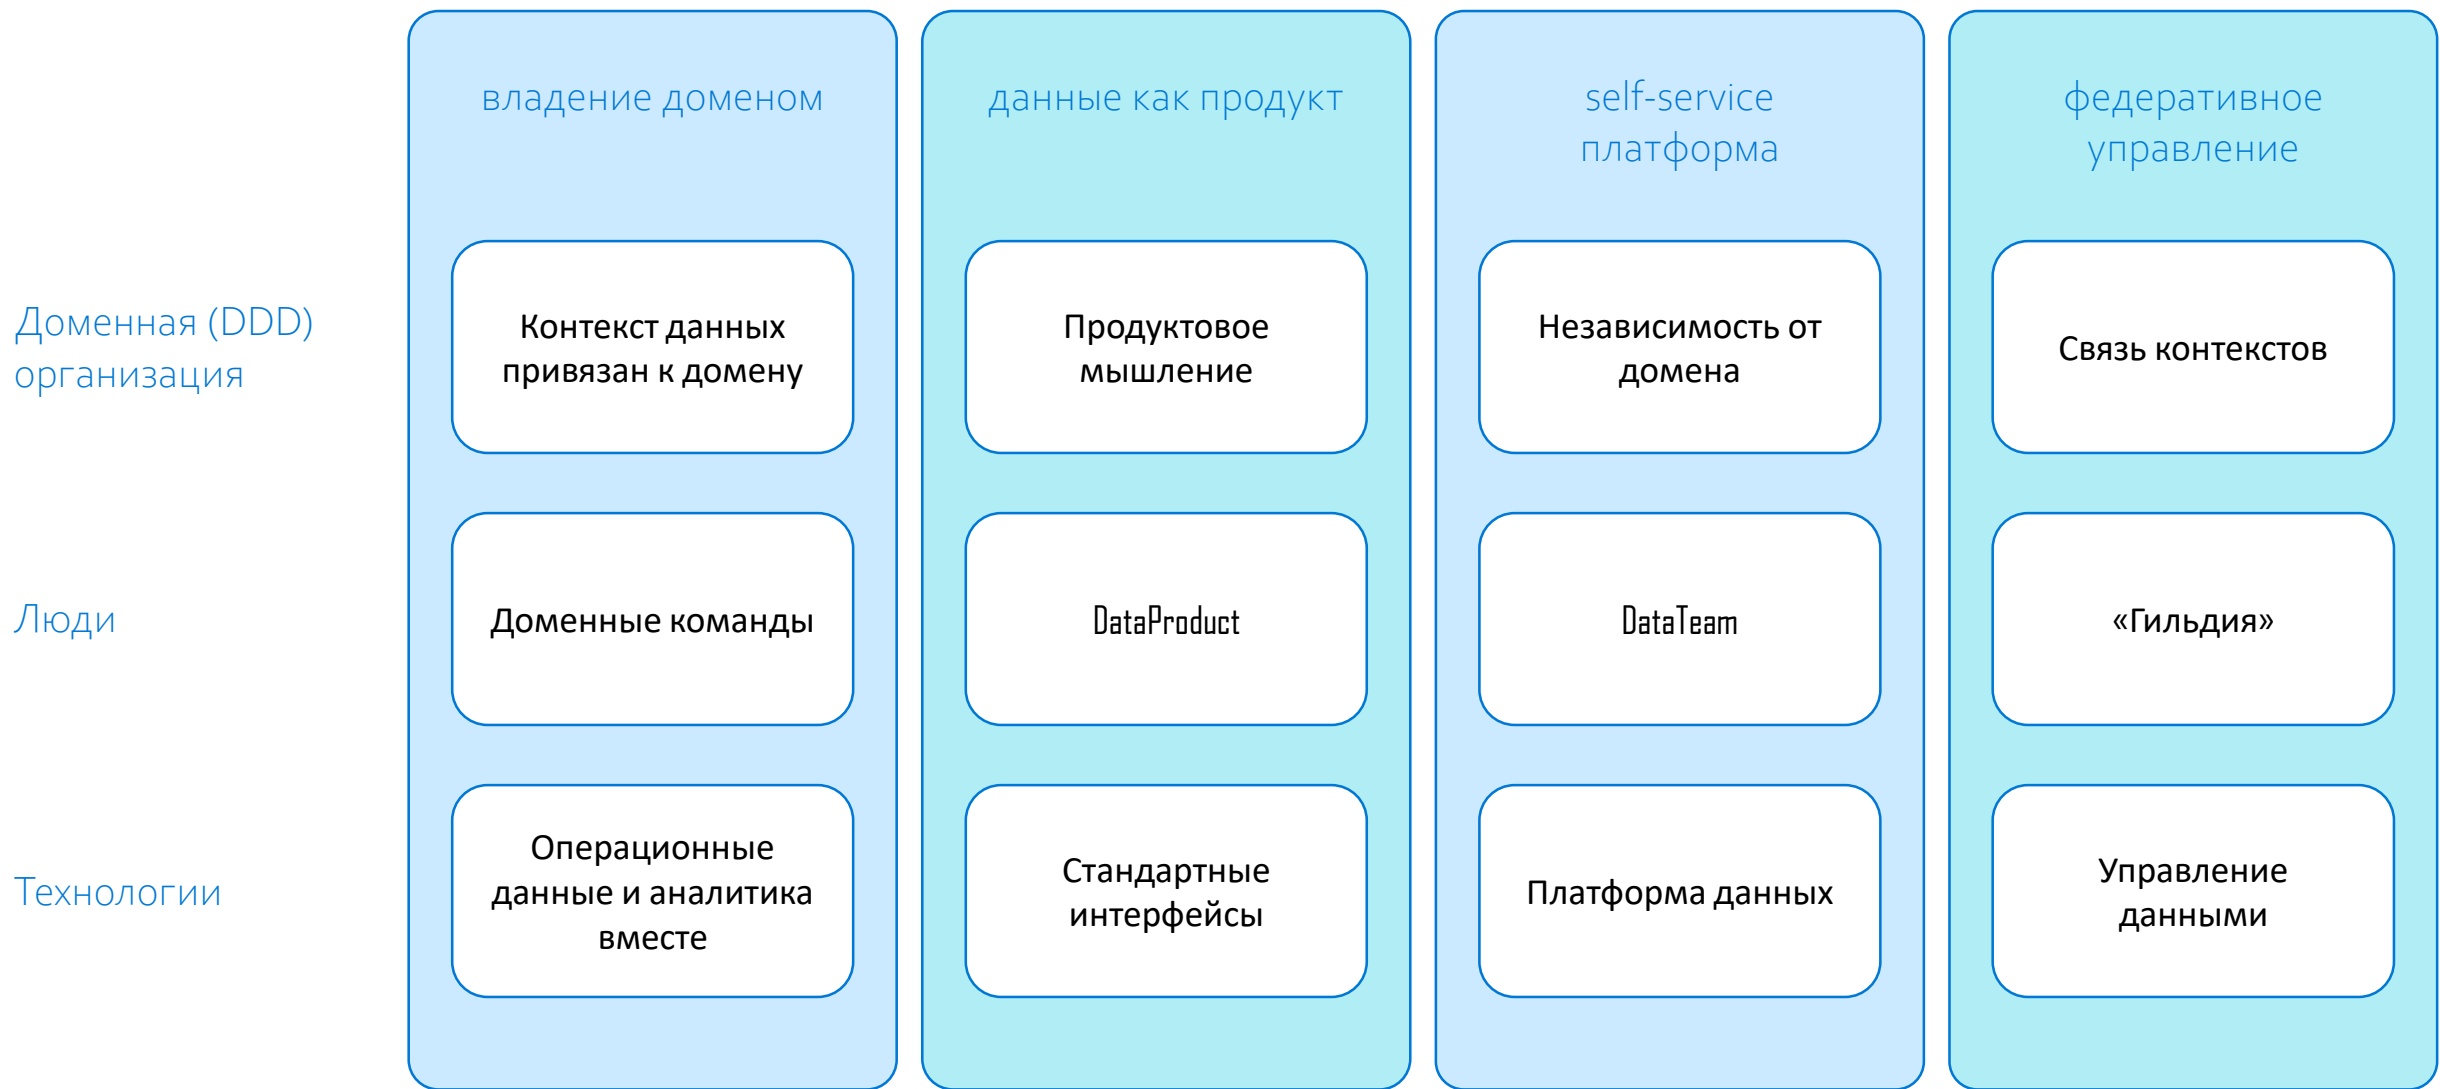 владение доменом
данные как продукт
self-service
платформа
федеративное
управление
Доменная (DDD)
организация
Контекст данных
привязан к домену
Продуктовое
мышление
Независимость от
домена
Связь контекстов
Люди
Доменные команды
DataProduct
DataTeam
«Гильдия»
Технологии
Операционные
данные и аналитика
вместе
Стандартные
интерфейсы
Платформа данных
Управление
данными